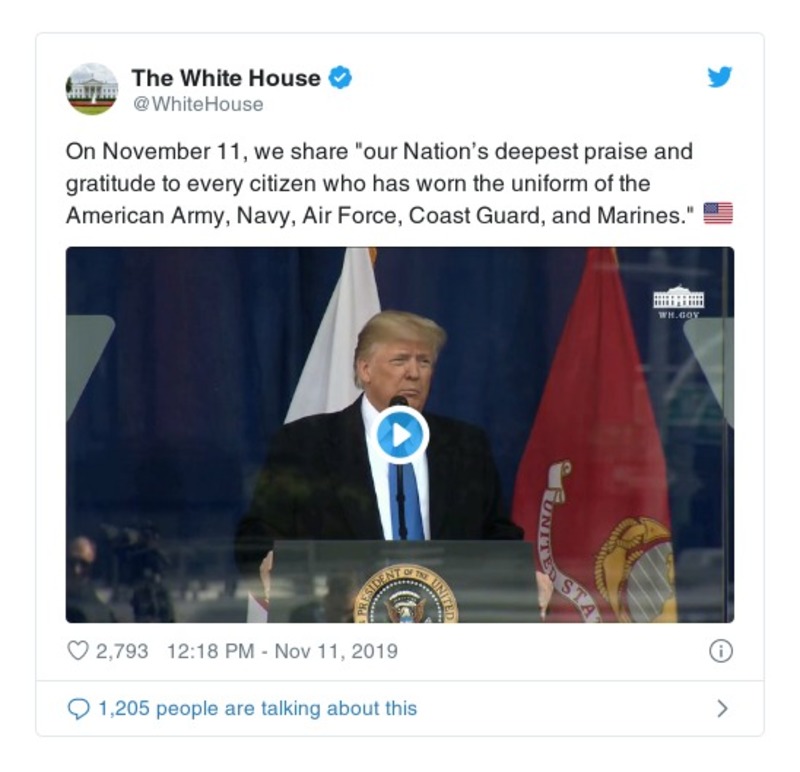 The White House
@WhiteHouse
On November 11, we share "our Nation’s deepest praise and
gratitude to every citizen who has worn the uniform of the
American Army, Navy, Air Force, Coast Guard, and Marines."
WH.GOV
UNITED STA
PRESIDENT OF THE UNITED
2,793 12:18 PM - Nov 11, 2019
1,205 people are talking about this